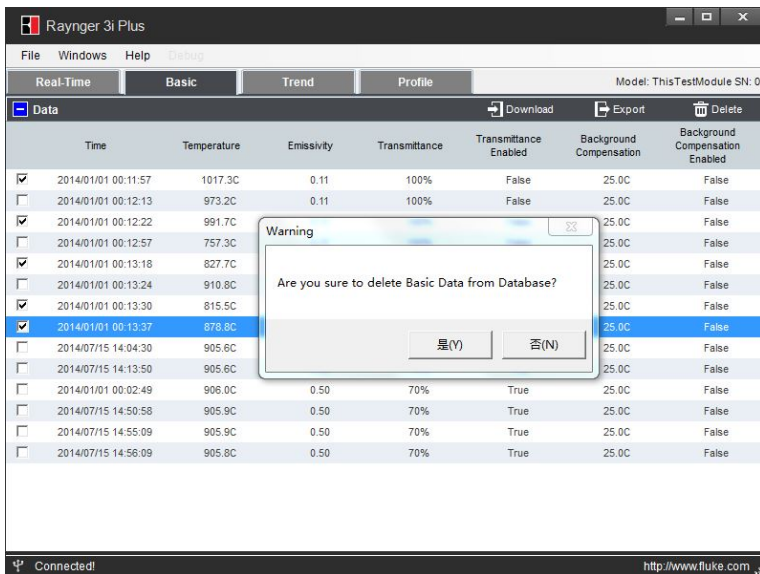 Raynger 3i Plus
File Windows Help Debug
Real-Time Basic Trend Profile Model: ThisTestModule SN: 0
Data Download Export Delete
Time Temperature Emissivity Transmittance Transmittance Enabled Background Compensation Background Compensation Enabled
2014/01/01 00:11:57 1017.3C 0.11 100% False 25.0C False
2014/01/01 00:12:13 973.2C 0.11 100% False 25.0C False
2014/01/01 00:12:22 991.7C 25.0C False
2014/01/01 00:12:57 757.3C 25.0C False
2014/01/01 00:13:18 827.7C 25.0C False
2014/01/01 00:13:24 910.8C 25.0C False
2014/01/01 00:13:30 815.5C 25.0C False
2014/01/01 00:13:37 878.8C 25.0C False
2014/07/15 14:04:30 905.6C 25.0C False
2014/07/15 14:13:50 905.6C 25.0C False
2014/01/01 00:02:49 906.0C 0.50 70% True 25.0C False
2014/07/15 14:50:58 905.9C 0.50 70% True 25.0C False
2014/07/15 14:55:09 905.9C 0.50 70% True 25.0C False
2014/07/15 14:56:09 905.8C 0.50 70% True 25.0C False
Warning
Are you sure to delete Basic Data from Database?
是(Y) 否(N)
Connected! http://www.fluke.com